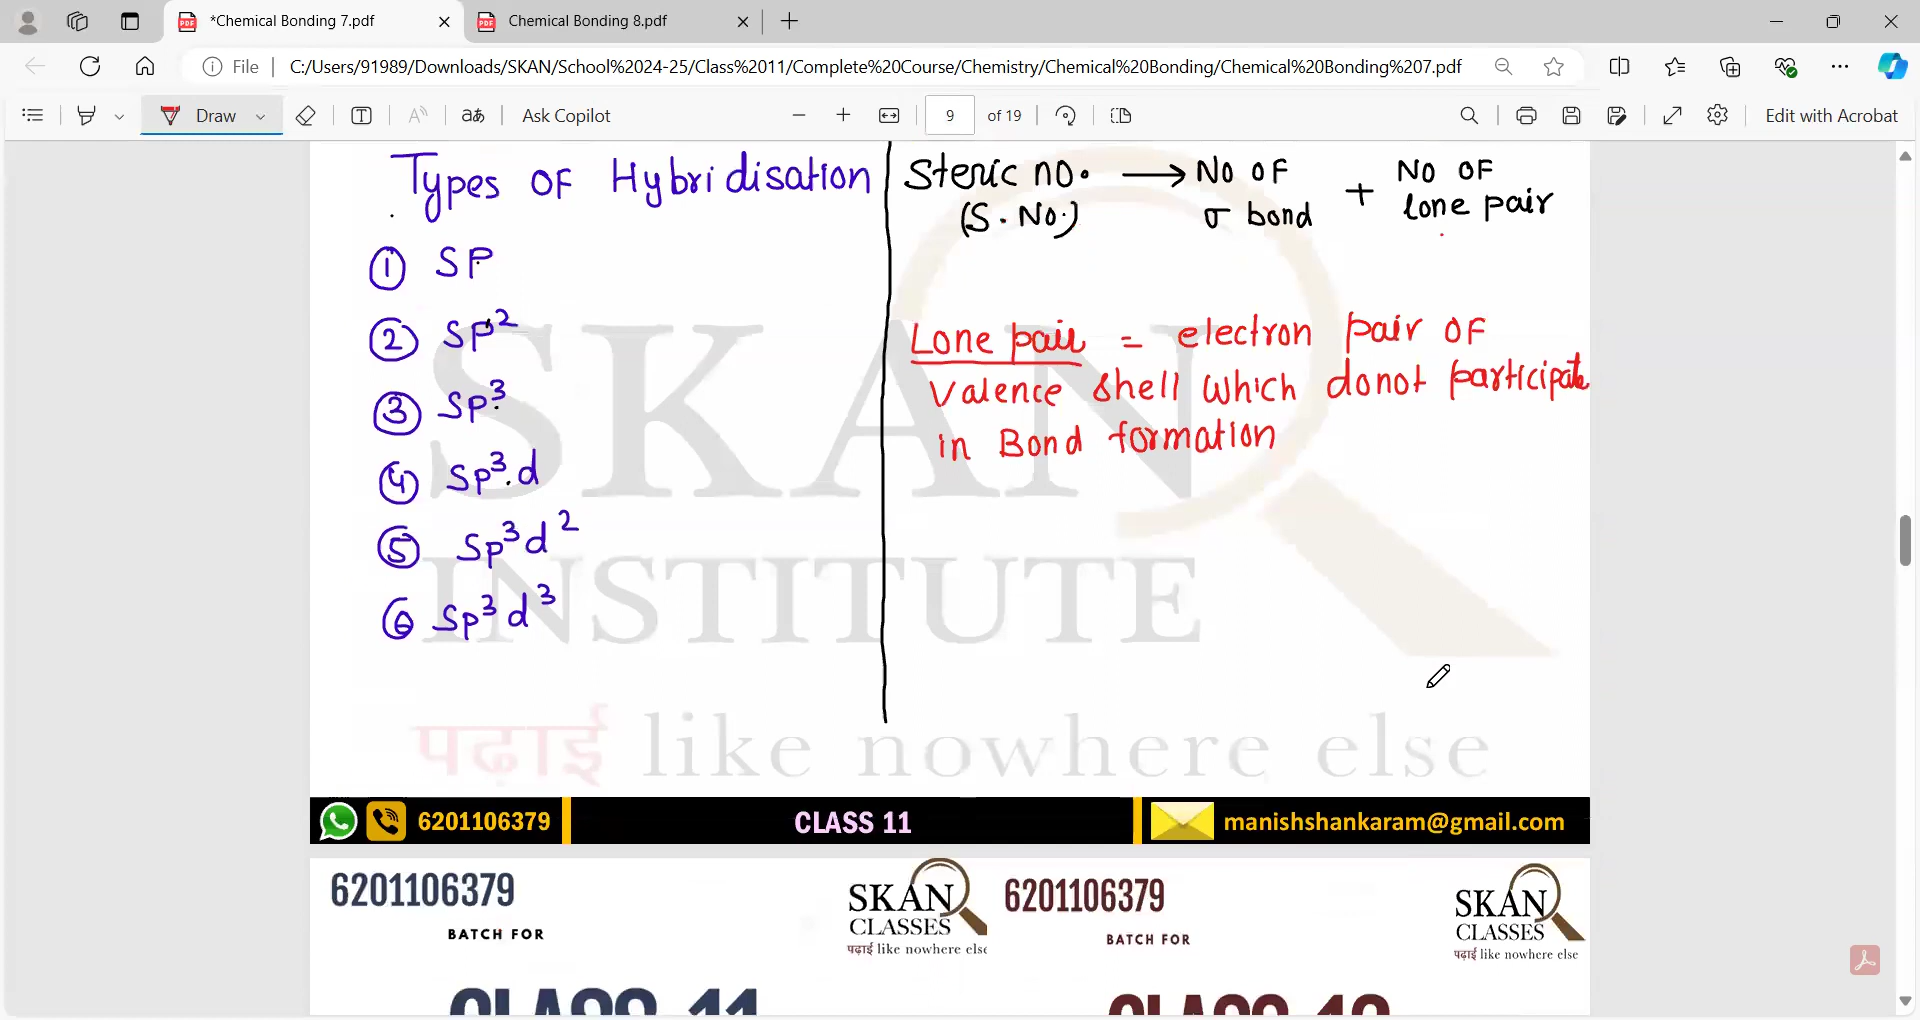 *Chemical Bonding 7.pdf
Chemical Bonding 8.pdf
File
C:/Users/91989/Downloads/SKAN/School%2024-25/Class%2011/Complete%20Course/Chemistry/Chemical%20Bonding/Chemical%20Bonding%207.pdf
Draw
aあ
Ask Copilot
9 of 19
Edit with Acrobat
Types OF Hybridisation
① SP
② Sp²
③ Sp³
④ Sp³d
⑤ Sp³d²
⑥ Sp³d³
Steric no. → No OF + No OF
(S. No.) σ bond lone pair
Lone pair = electron pair OF
Valence shell which donot participate
in Bond formation
SKAN
INSTITUTE
पढ़ाई like nowhere else
6201106379
CLASS 11
manishshankaram@gmail.com
6201106379
BATCH FOR
SKAN
CLASSES
पढ़ाई like nowhere else
CLASS 11
6201106379
BATCH FOR
SKAN
CLASSES
पढ़ाई like nowhere else